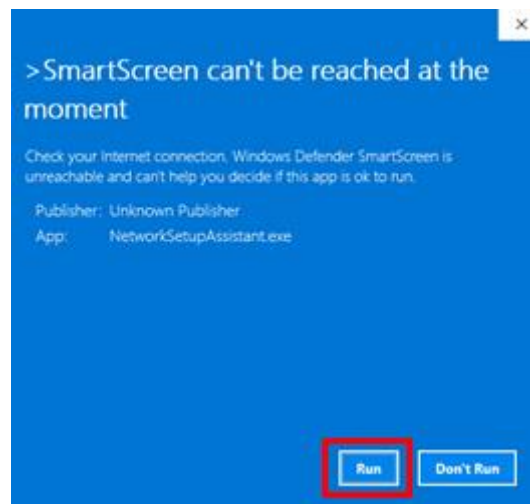 >SmartScreen can't be reached at the
moment
Check your Internet connection. Windows Defender SmartScreen is
unreachable and can't help you decide if this app is ok to run.
Publisher: Unknown Publisher
App: NetworkSetupAssistant.exe
Run Don't Run